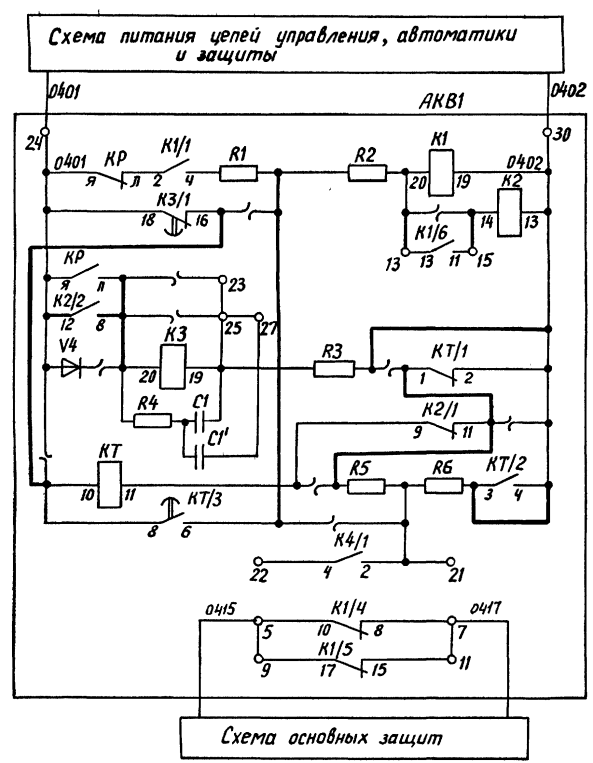 Схема питания цепей управления, автоматики
и защиты
0401
0402
АКВ1
24
30
0401 КР К1/1 R1 R2 К1 0402
я л 2 4 20 19
К2
К3/1
18 16
14 13
К1/6
13 13 11 15
КР
я л
23
К2/2
12 8
25 27
V4
К3
20 19
R3
КТ/1
1 2
R4 С1
С1'
К2/1
9 11
КТ
10 11
R5 R6 КТ/2
3 4
КТ/3
8 6
К4/1
22 4 2 21
0415 0417
К1/4
5 10 8 7
К1/5
9 17 15 11
Схема основных защит